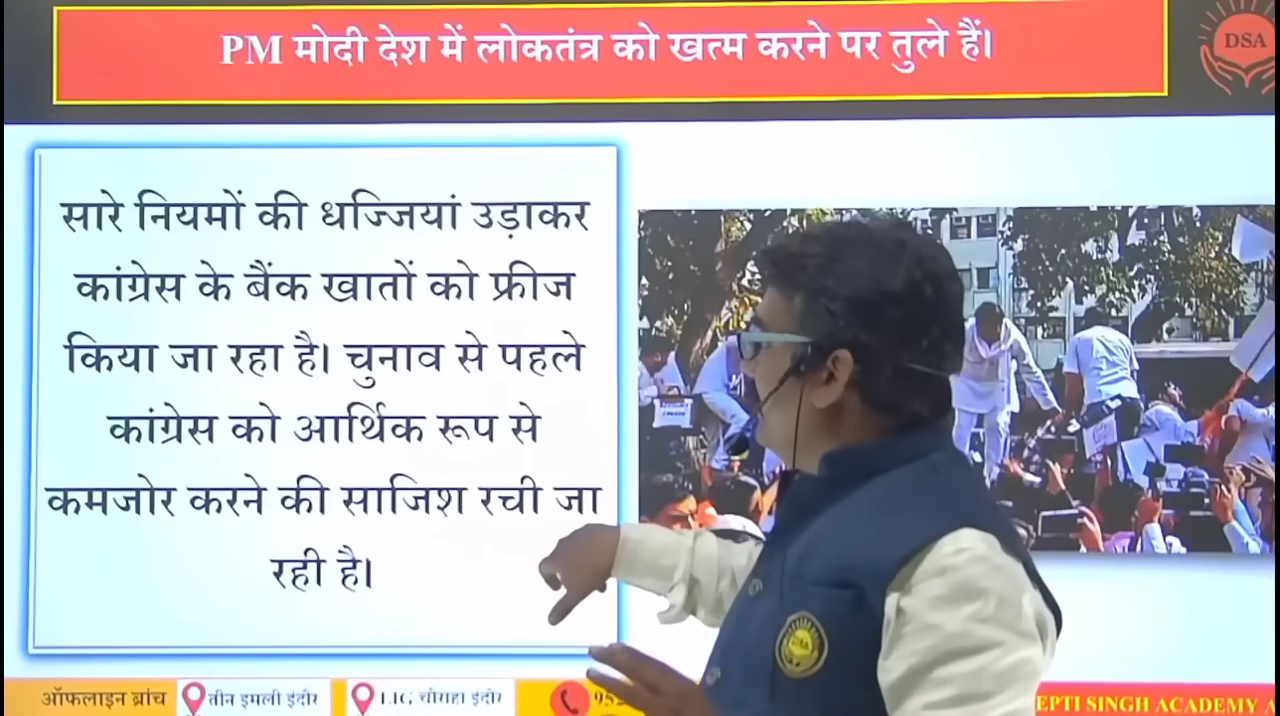 PM मोदी देश में लोकतंत्र को खत्म करने पर तुले हैं।
DSA
सारे नियमों की धज्जियां उड़ाकर
कांग्रेस के बैंक खातों को फ्रीज
किया जा रहा है। चुनाव से पहले
कांग्रेस को आर्थिक रूप से
कमजोर करने की साजिश रची जा
रही है।
DSA
ऑफलाइन ब्रांच तीन इमली इंदौर LIG चौराहा इंदौर
EPTI SINGH ACADEMY A